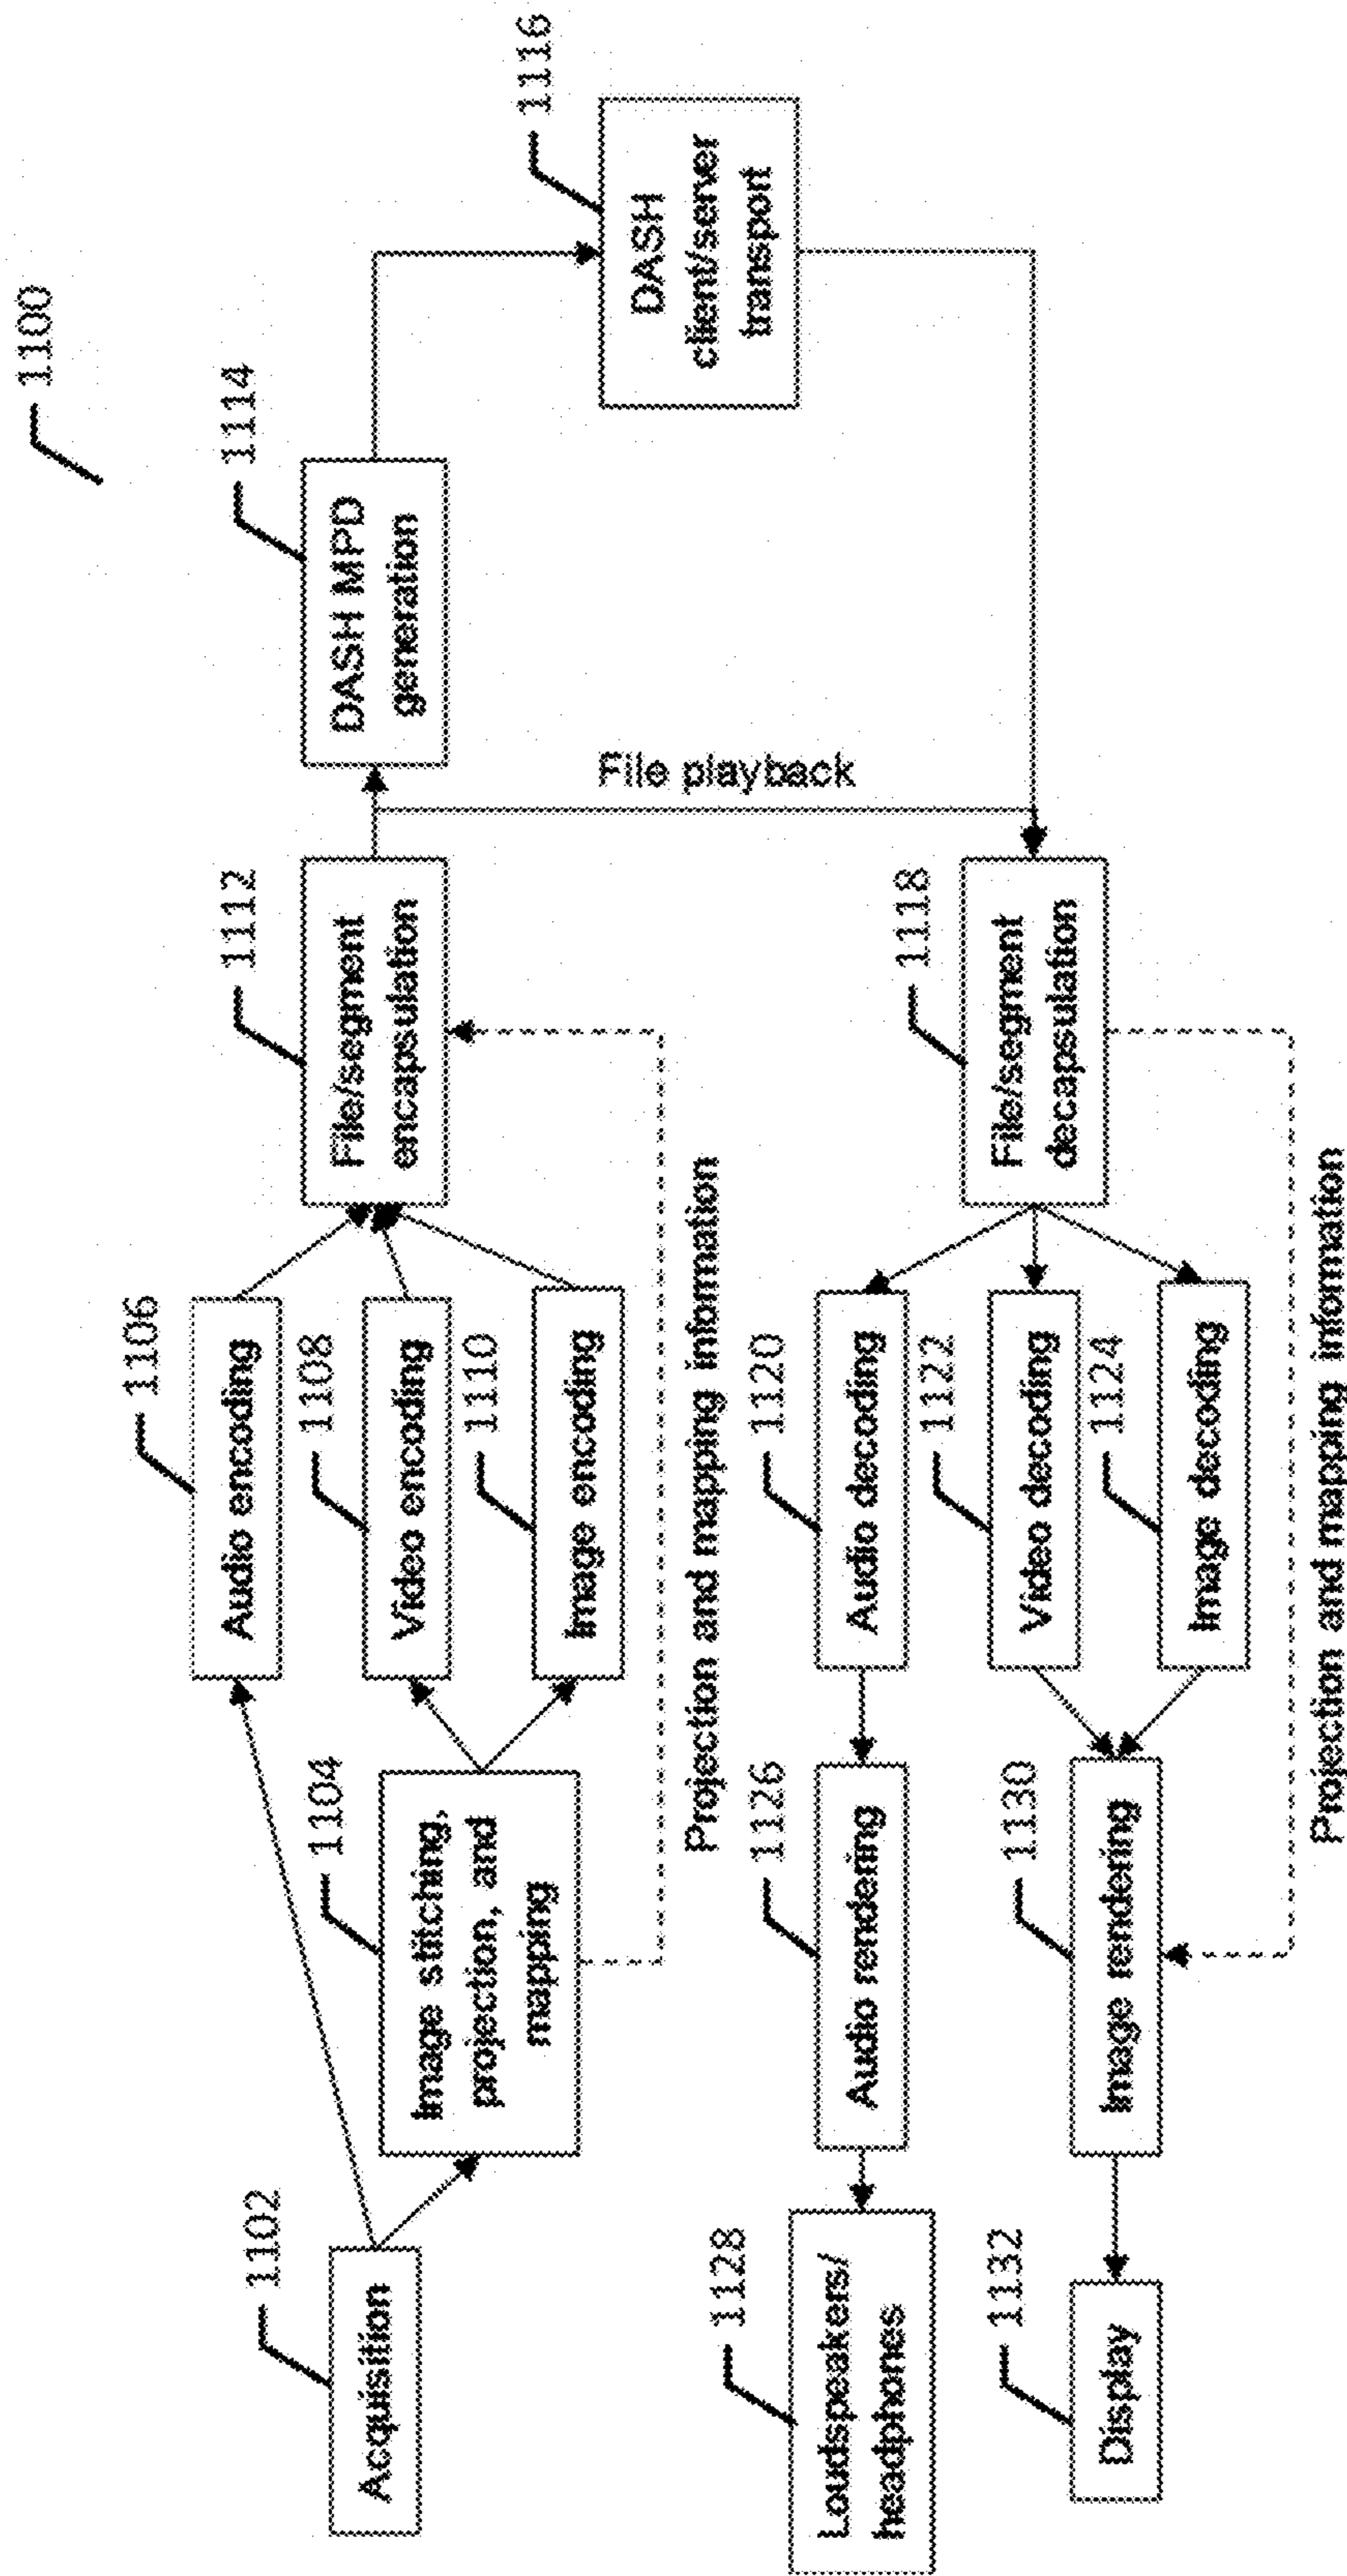 1100
1102
Acquisition
1104
Image stitching,
projection, and
mapping
1106
Audio encoding
1108
Video encoding
1110
Image encoding
1112
File/segment
encapsulation
Projection and mapping information
1114
DASH MPD
generation
1116
DASH
client/server
transport
File playback
1118
File/segment
decapsulation
1120
Audio decoding
1122
Video decoding
1124
Image decoding
1126
Audio rendering
1128
Loudspeakers/
headphones
1130
Image rendering
1132
Display
Projection and mapping information